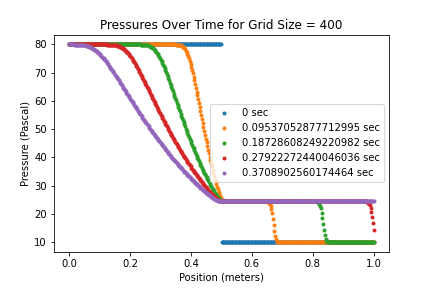 Pressures Over Time for Grid Size = 400
Pressure (Pascal)
80
70
60
50
40
30
20
10
0 sec
0.09537052877712995 sec
0.18728608249220982 sec
0.27922272440046036 sec
0.3708902560174464 sec
0.0
0.2
0.4
0.6
0.8
1.0
Position (meters)